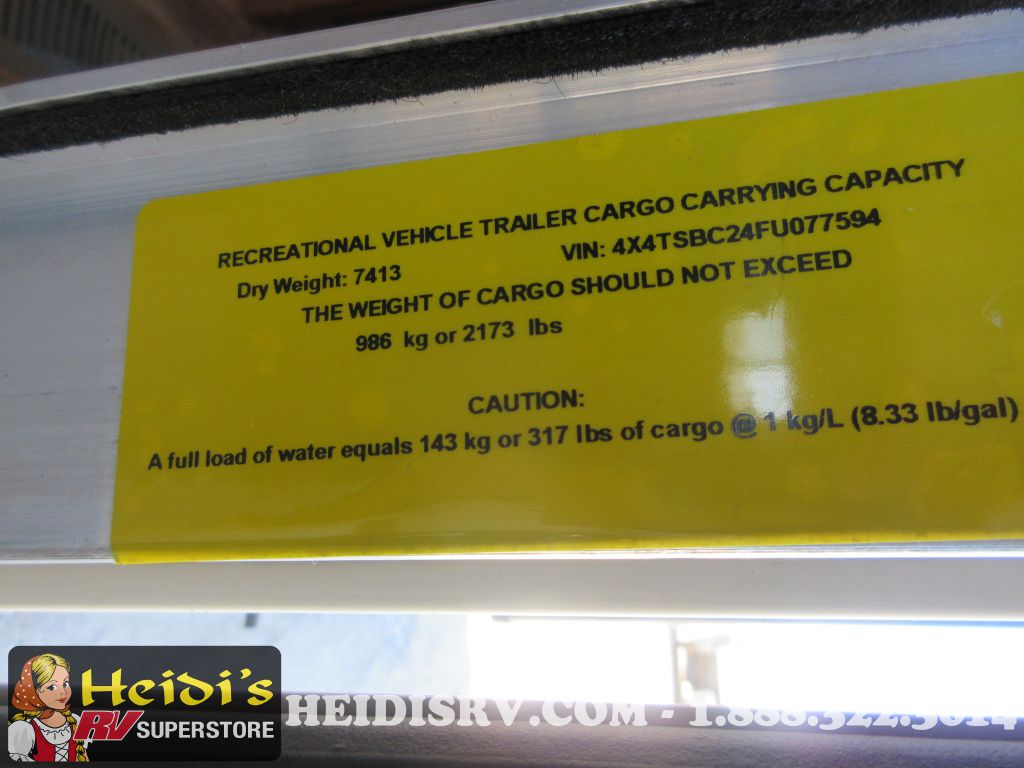 RECREATIONAL VEHICLE TRAILER CARGO CARRYING CAPACITY
Dry Weight: 7413 VIN: 4X4TSBC24FU077594
THE WEIGHT OF CARGO SHOULD NOT EXCEED
986 kg or 2173 lbs
CAUTION:
A full load of water equals 143 kg or 317 lbs of cargo @ 1 kg/L (8.33 lb/gal)
Heidi's
RV SUPERSTORE
HEIDISRV.COM - 1.888.322.3614